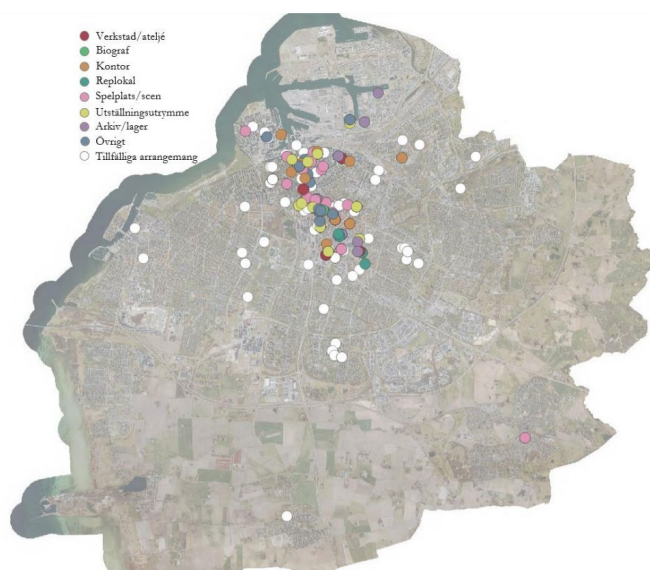 Verkstad/ateljé
Biograf
Kontor
Replokal
Spelplats/scen
Utställningsutrymme
Arkiv/lager
Övrigt
Tillfälliga arrangemang